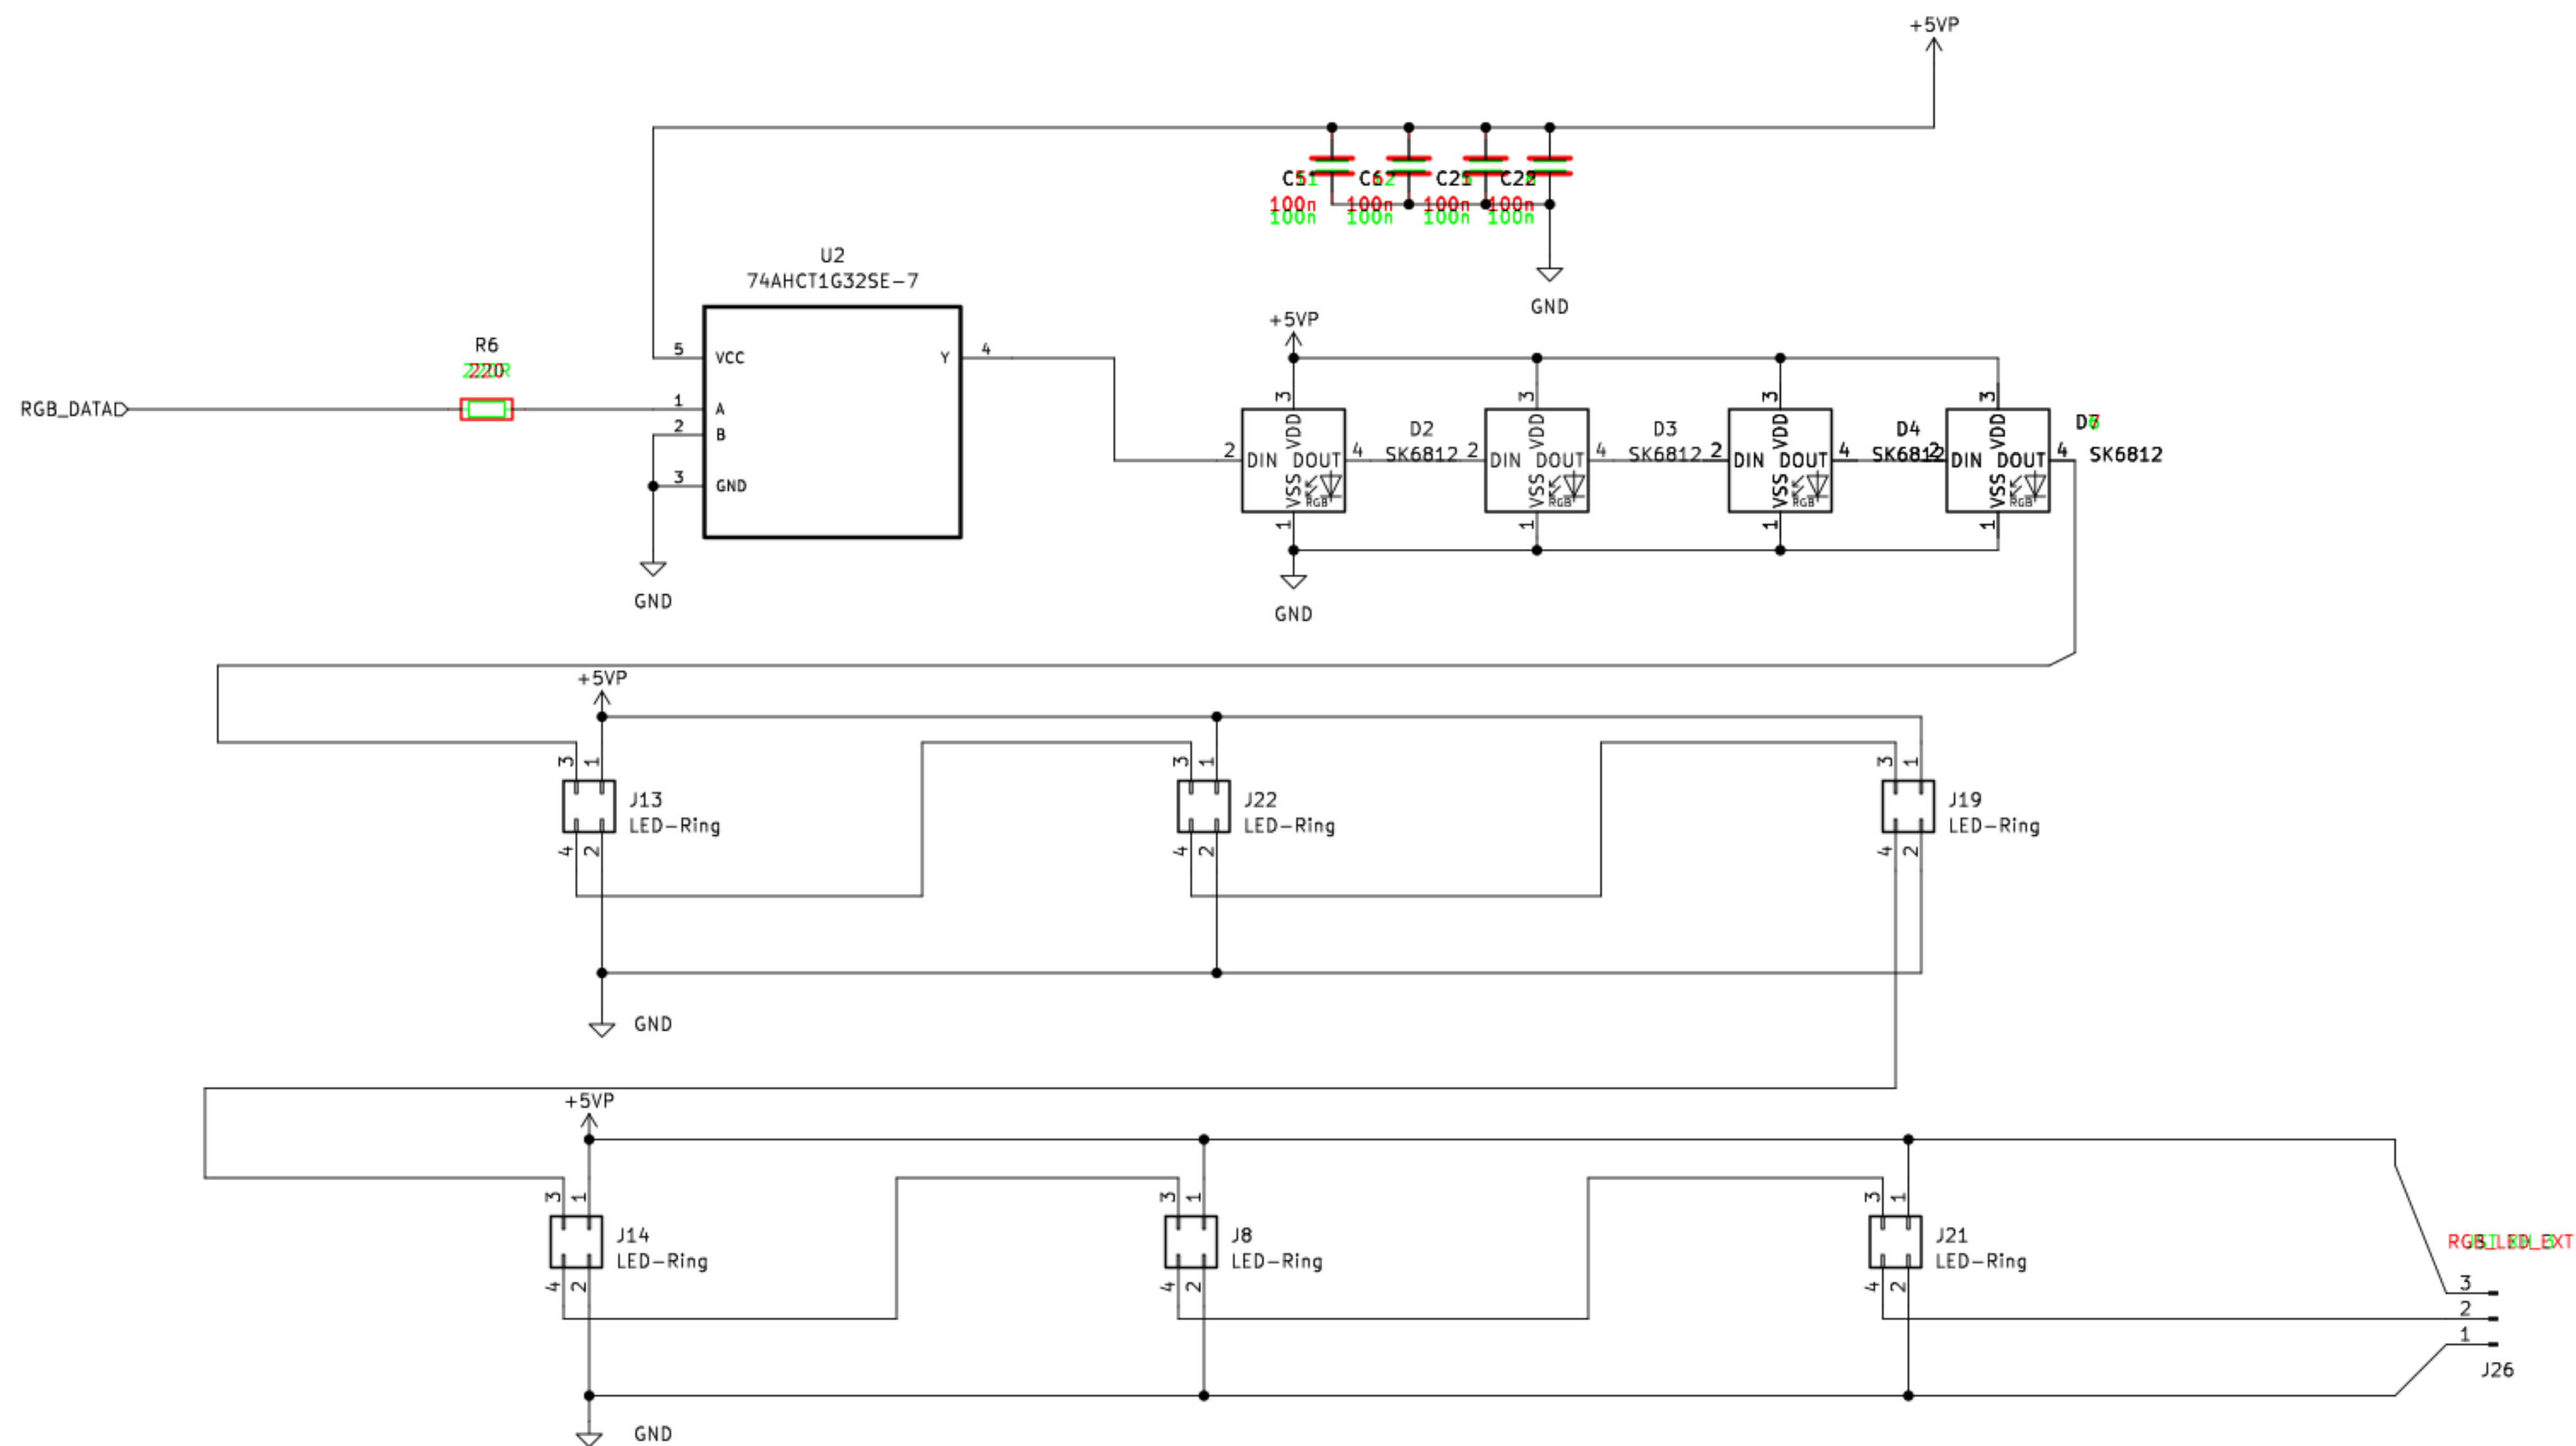 +5VP
100n 100n 100n 100n
100n 100n 100n 100n
GND
U2
74AHCT1G32SE-7
+5VP
R6
5 VCC Y 4
RGB_DATA
1 A
2 B
3 GND
GND
3 VDD 3 VDD 3 VDD 3 VDD
D2 D3 D4
SK6812 SK6812 SK6812 SK6812
2 DIN DOUT 4 2 DIN DOUT 4 2 DIN DOUT 4 2 DIN DOUT 4
VSS RGB VSS RGB VSS RGB VSS RGB
1 1 1 1
GND
+5VP
3 1 3 1 3 1
J13 J22 J19
LED-Ring LED-Ring LED-Ring
4 2 4 2 4 2
GND
+5VP
3 1 3 1 3 1
J14 J8 J21
LED-Ring LED-Ring LED-Ring
4 2 4 2 4 2
3
2
1
J26
GND